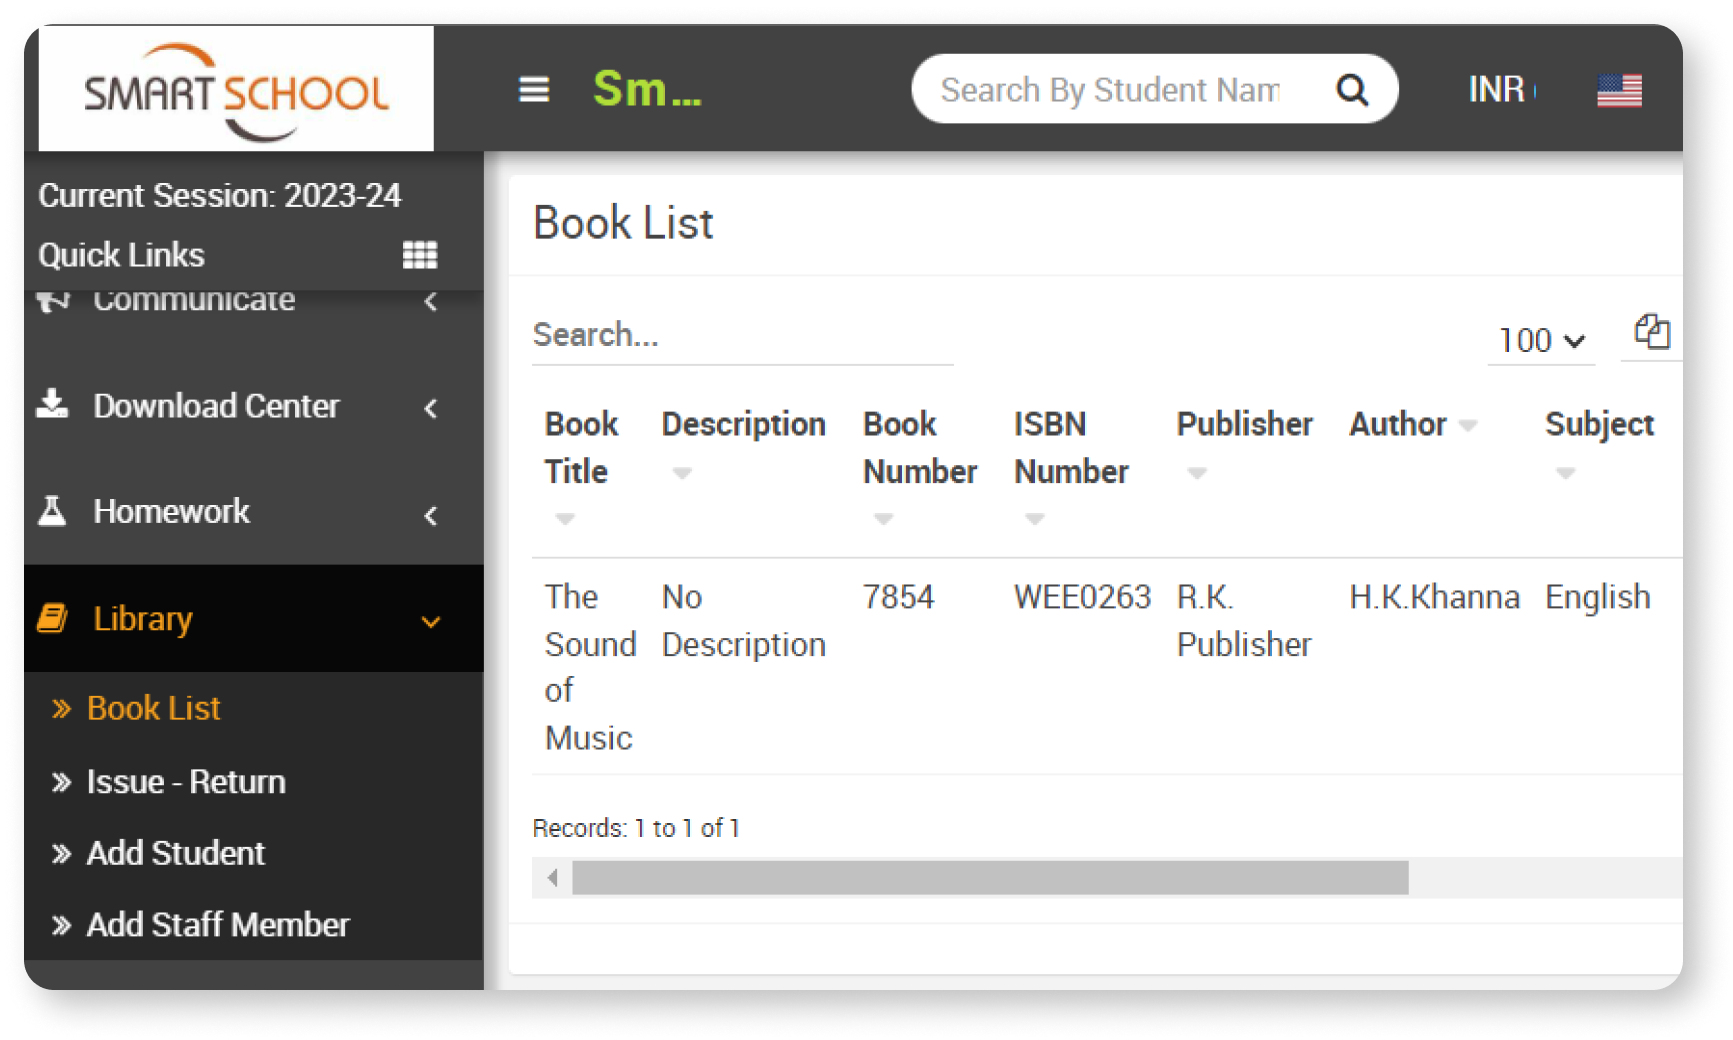 SMART SCHOOL
Sm...
Search By Student Nam
INR
Current Session: 2023-24
Quick Links
Communicate
Download Center
Homework
Library
Book List
Issue - Return
Add Student
Add Staff Member
Book List
Search...
100
Book Description Book ISBN Publisher Author Subject
Title Number Number
The No 7854 WEE0263 R.K. H.K.Khanna English
Sound Description Publisher
of
Music
Records: 1 to 1 of 1